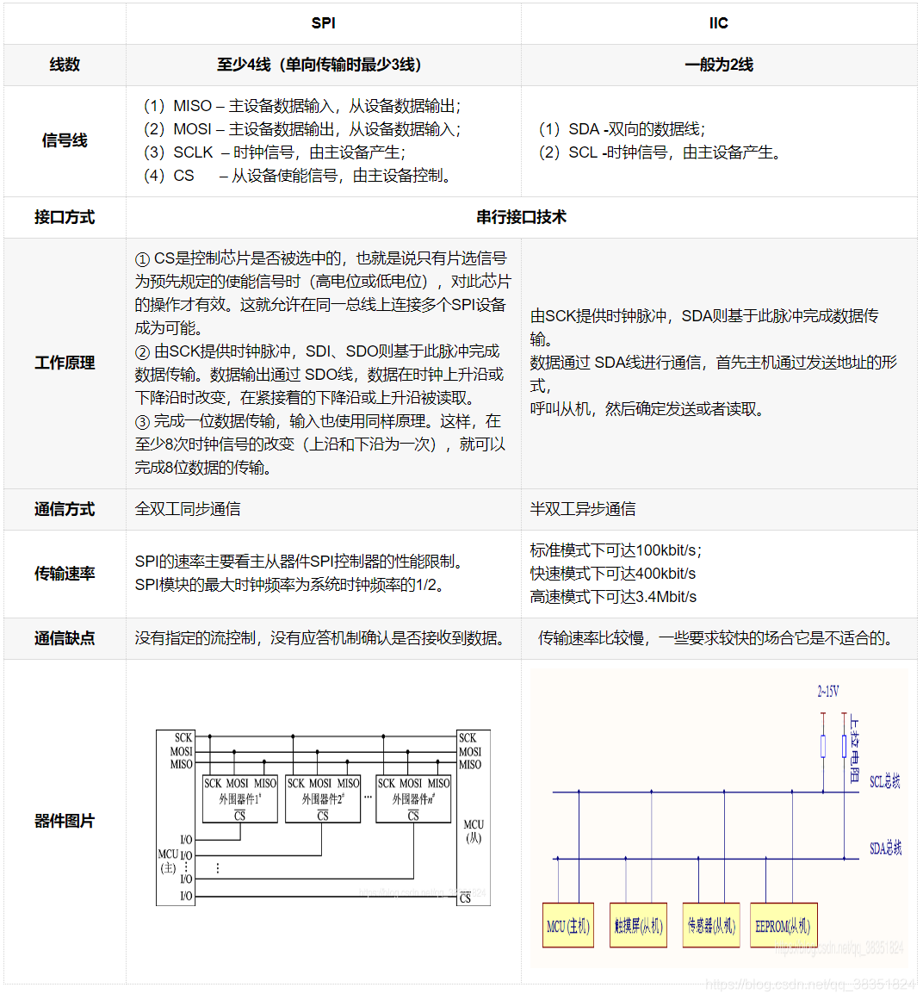 SPI
IIC
线数
至少4线（单向传输时最少3线）
一般为2线
信号线
（1）MISO – 主设备数据输入，从设备数据输出；
（2）MOSI – 主设备数据输出，从设备数据输入；
（3）SCLK – 时钟信号，由主设备产生；
（4）CS – 从设备使能信号，由主设备控制。
（1）SDA -双向的数据线；
（2）SCL -时钟信号，由主设备产生。
接口方式
串行接口技术
工作原理
① CS是控制芯片是否被选中的，也就是说只有片选信号
为预先规定的使能信号时（高电位或低电位），对此芯片
的操作才有效。这就允许在同一总线上连接多个SPI设备
成为可能。
② 由SCK提供时钟脉冲，SDI、SDO则基于此脉冲完成
数据传输。数据输出通过 SDO线，数据在时钟上升沿或
下降沿时改变，在紧接着的下降沿或上升沿被读取。
③ 完成一位数据传输，输入也使用同样原理。这样，在
至少8次时钟信号的改变（上沿和下沿为一次），就可以
完成8位数据的传输。
由SCK提供时钟脉冲，SDA则基于此脉冲完成数据传
输。
数据通过 SDA线进行通信，首先主机通过发送地址的形
式，
呼叫从机，然后确定发送或者读取。
通信方式
全双工同步通信
半双工异步通信
传输速率
SPI的速率主要看主从器件SPI控制器的性能限制。
SPI模块的最大时钟频率为系统时钟频率的1/2。
标准模式下可达100kbit/s；
快速模式下可达400kbit/s
高速模式下可达3.4Mbit/s
通信缺点
没有指定的流控制，没有应答机制确认是否接收到数据。
传输速率比较慢，一些要求较快的场合它是不适合的。
器件图片
SCK
MOSI
MISO
SCK
MOSI
MISO
SCK MOSI MISO
外围器件1#
CS
SCK MOSI MISO
外围器件2#
CS
…
SCK MOSI MISO
外围器件n#
CS
I/O
MCU
(主)
I/O
⋮ ⋮
I/O
I/O
MCU
(从)
CS
https://blog.csdn.net/qq_38351824
2~15V
上拉电阻
SCL总线
SDA总线
MCU(主机)
触摸屏(从机)
传感器(从机)
EEPROM(从机)
https://blog.csdn.net/qq_38351824
https://blog.csdn.net/qq_38351824